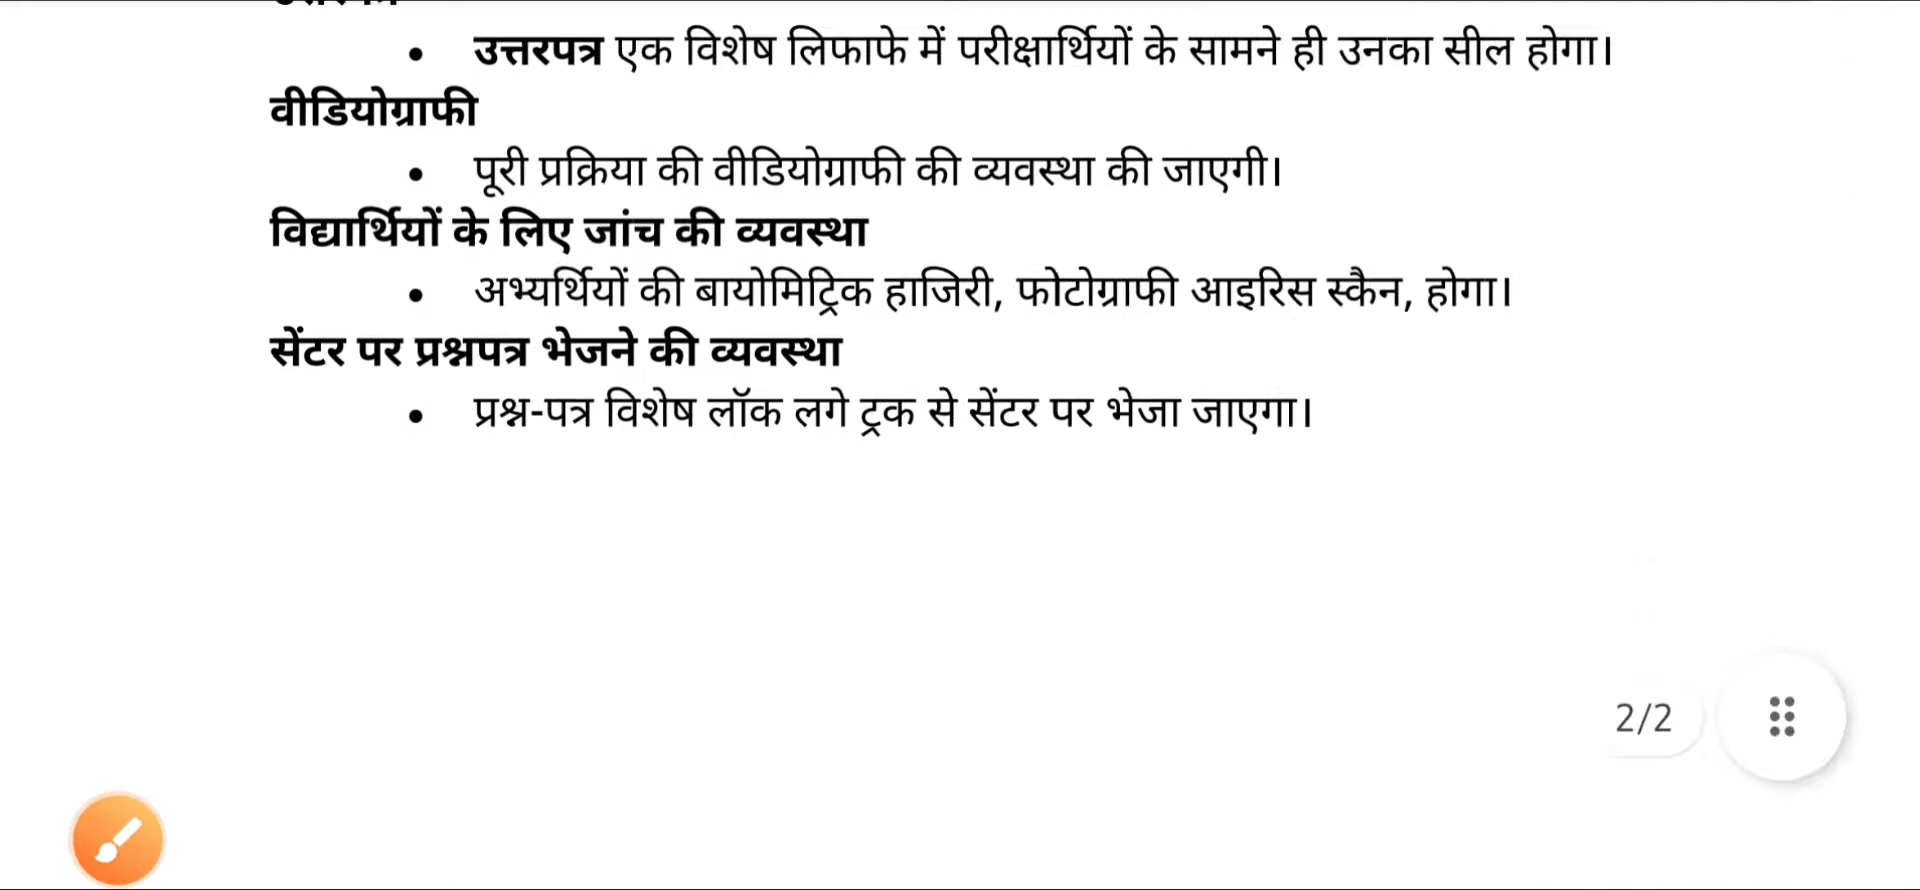 • उत्तरपत्र एक विशेष लिफाफे में परीक्षार्थियों के सामने ही उनका सील होगा।
वीडियोग्राफी
• पूरी प्रक्रिया की वीडियोग्राफी की व्यवस्था की जाएगी।
विद्यार्थियों के लिए जांच की व्यवस्था
• अभ्यर्थियों की बायोमिट्रिक हाजिरी, फोटोग्राफी आइरिस स्कैन, होगा।
सेंटर पर प्रश्नपत्र भेजने की व्यवस्था
• प्रश्न-पत्र विशेष लॉक लगे ट्रक से सेंटर पर भेजा जाएगा।
2/2